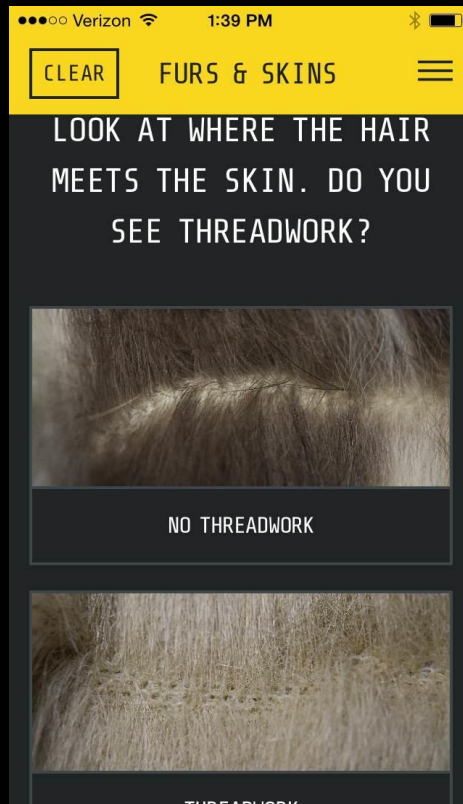 Verizon 1:39 PM
CLEAR FURS & SKINS
LOOK AT WHERE THE HAIR
MEETS THE SKIN. DO YOU
SEE THREADWORK?
NO THREADWORK
THREADWORK